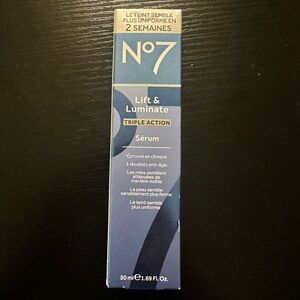 LE TEINT SEMBLE
PLUS UNIFORME EN
2 SEMAINES
No7
Lift &
Luminate
TRIPLE ACTION
Sérum
Éprouvé en clinique
3 résultats anti-âge:
Les rides semblent
atténuées de
manière visible
La peau semble
sensiblement plus ferme
Le teint semble
plus uniforme
50 ml e 1.69 Fl. Oz.